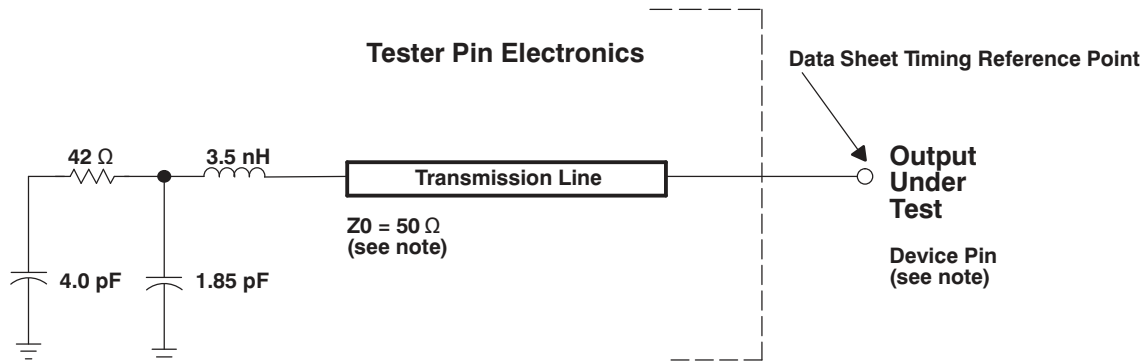 Tester Pin Electronics
Data Sheet Timing Reference Point
42 Ω
3.5 nH
Transmission Line
Output
Under
Test
Z0 = 50 Ω
(see note)
Device Pin
(see note)
4.0 pF
1.85 pF